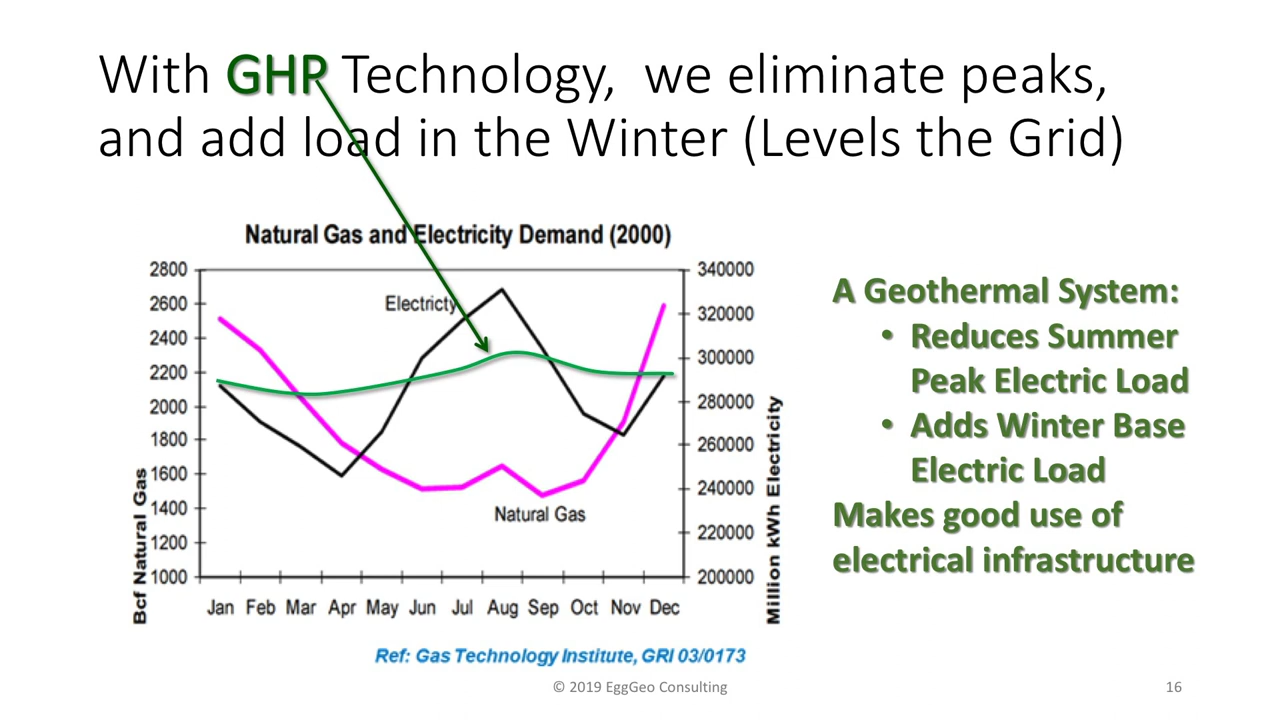 With GHP Technology,  we eliminate peaks,
and add load in the Winter (Levels the Grid)
Natural Gas and Electricity Demand (2000)
2800
2600
2400
2200
2000
1800
1600
1400
1200
1000
Bcf Natural Gas
Electricty
Natural Gas
340000
320000
300000
280000
260000
240000
220000
200000
Million kWh Electricity
Jan Feb Mar Apr May Jun Jul Aug Sep Oct Nov Dec
Ref: Gas Technology Institute, GRI 03/0173
A Geothermal System:
• Reduces Summer
Peak Electric Load
• Adds Winter Base
Electric Load
Makes good use of
electrical infrastructure
© 2019 EggGeo Consulting
16